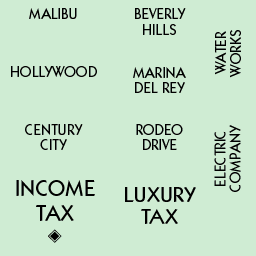 MALIBU
BEVERLY
HILLS
WATER
WORKS
HOLLYWOOD
MARINA
DEL REY
CENTURY
CITY
RODEO
DRIVE
ELECTRIC
COMPANY
INCOME
TAX
LUXURY
TAX